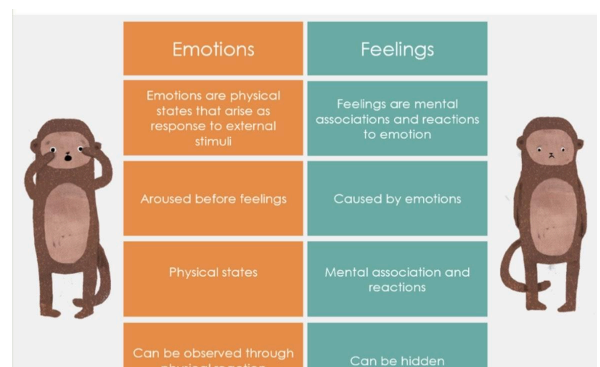 Emotions
Feelings
Emotions are physical
states that arise as
response to external
stimuli
Feelings are mental
associations and reactions
to emotion
Aroused before feelings
Caused by emotions
Physical states
Mental association and
reactions
Can be observed through
physical reaction
Can be hidden